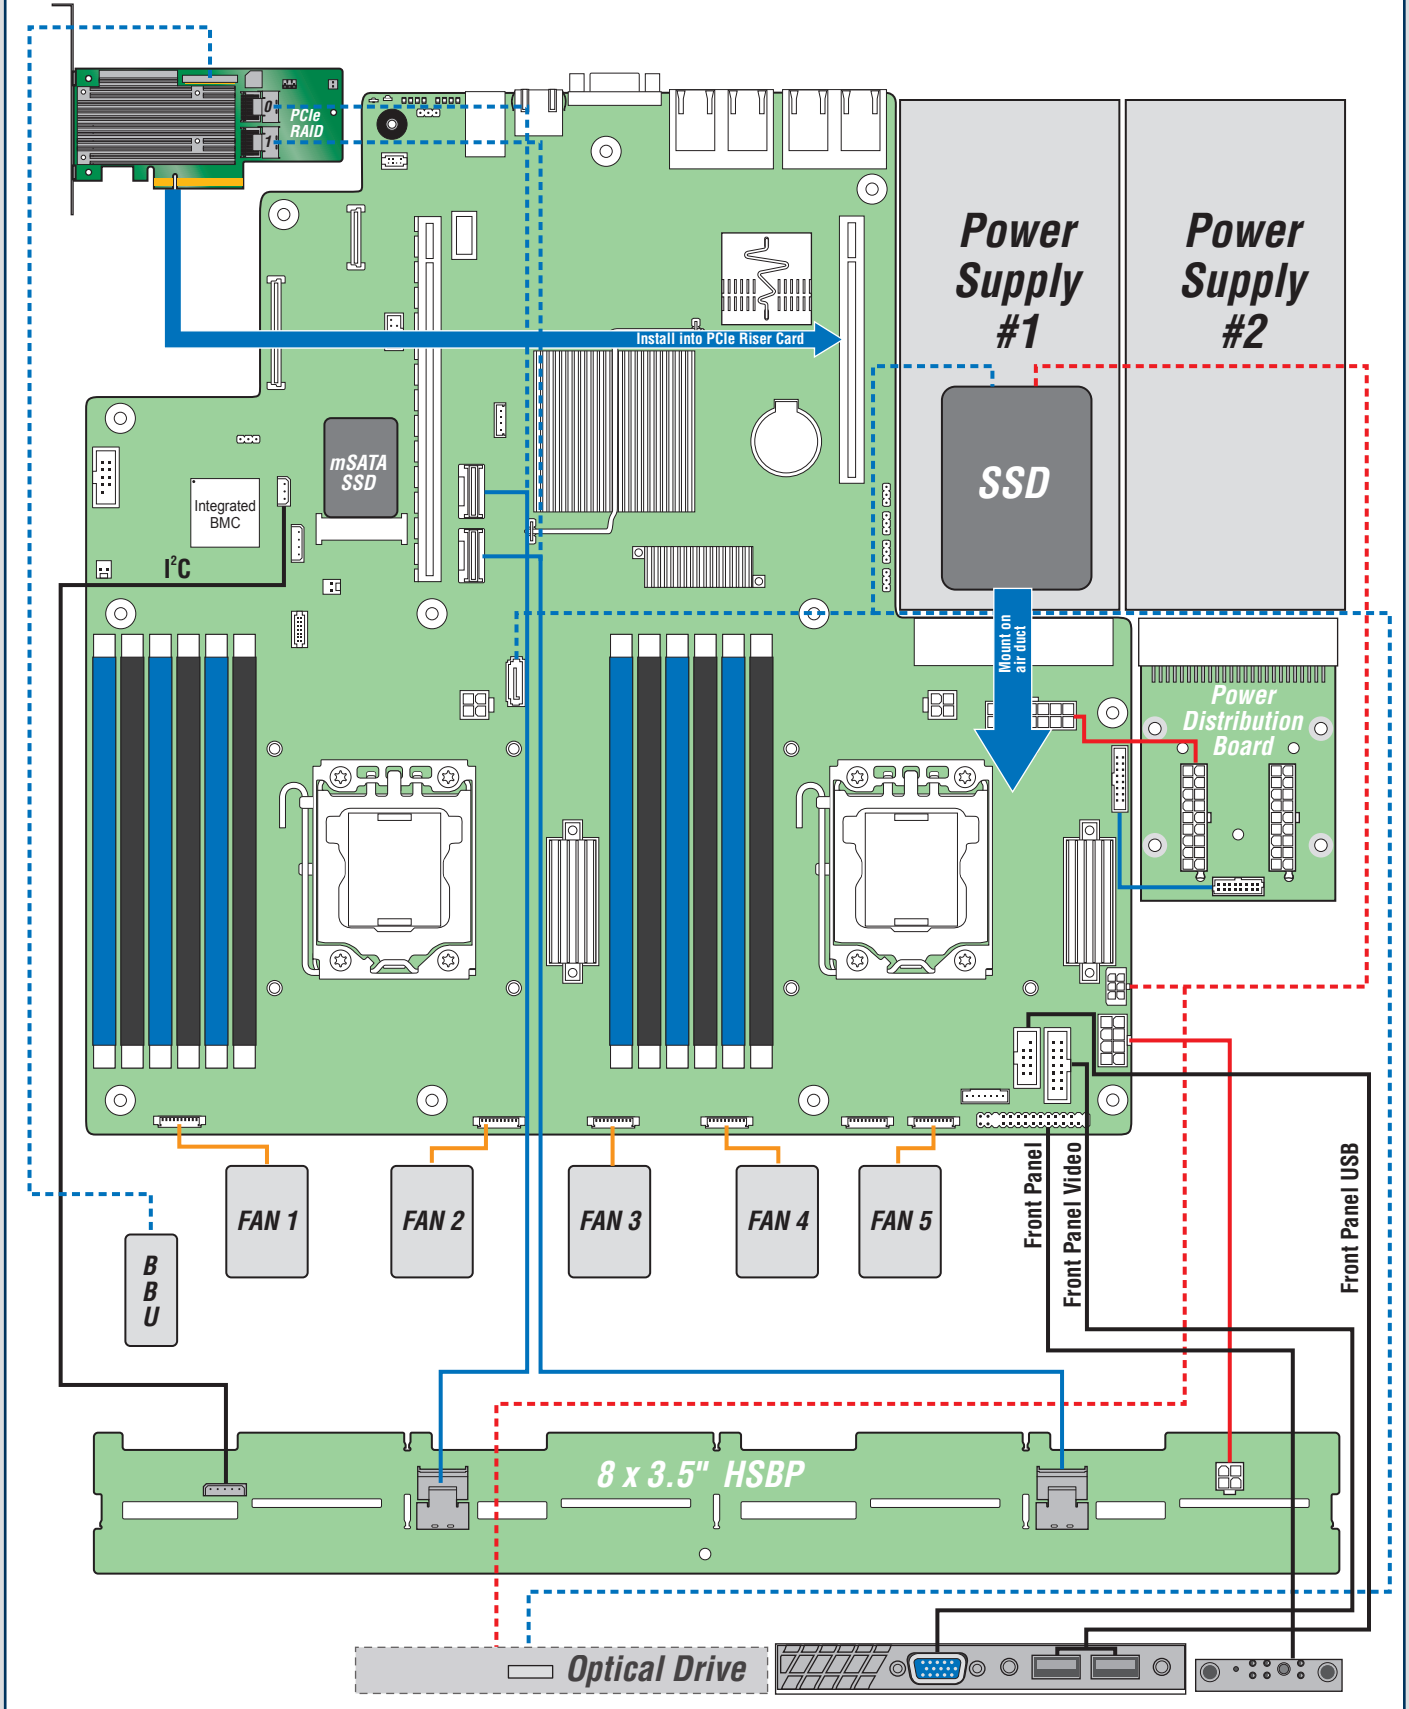 0
PCIe
RAID
1
Power
Supply
#1
Power
Supply
#2
Install into PCIe Riser Card
mSATA
SSD
SSD
Integrated
BMC
I²C
Mount on
air duct
Power
Distribution
Board
FAN 1
FAN 2
FAN 3
FAN 4
FAN 5
Front Panel
Front Panel Video
Front Panel USB
B
B
U
8 x 3.5" HSBP
Optical Drive